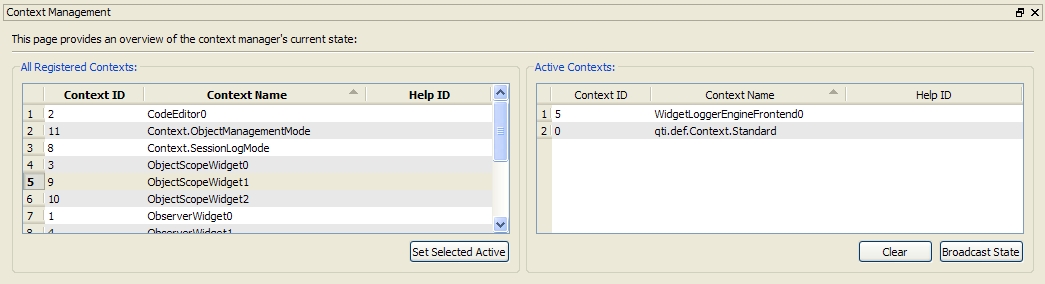 Context Management
This page provides an overview of the context manager's current state:
All Registered Contexts:
Context ID Context Name Help ID
1 2 CodeEditor0
2 11 Context.ObjectManagementMode
3 8 Context.SessionLogMode
4 3 ObjectScopeWidget0
5 9 ObjectScopeWidget1
6 10 ObjectScopeWidget2
7 1 ObserverWidget0
8 4 ObserverWidget1
Set Selected Active
Active Contexts:
Context ID Context Name Help ID
1 5 WidgetLoggerEngineFrontend0
2 0 qti.def.Context.Standard
Clear Broadcast State